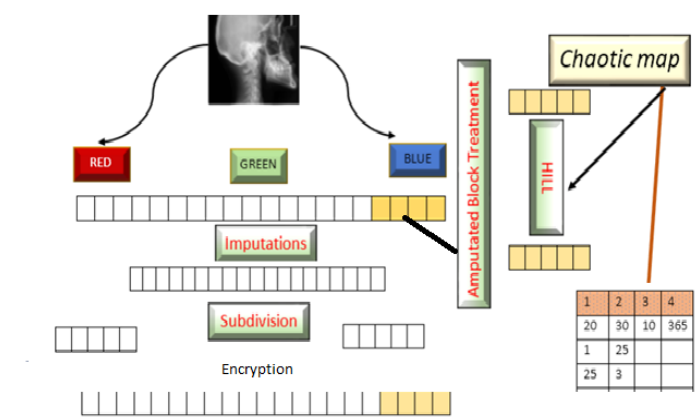 Chaotic map
RED
GREEN
BLUE
Amputated Block Treatment
HILL
Imputations
Subdivision
Encryption
1 2 3 4
20 30 10 365
1 25
25 3